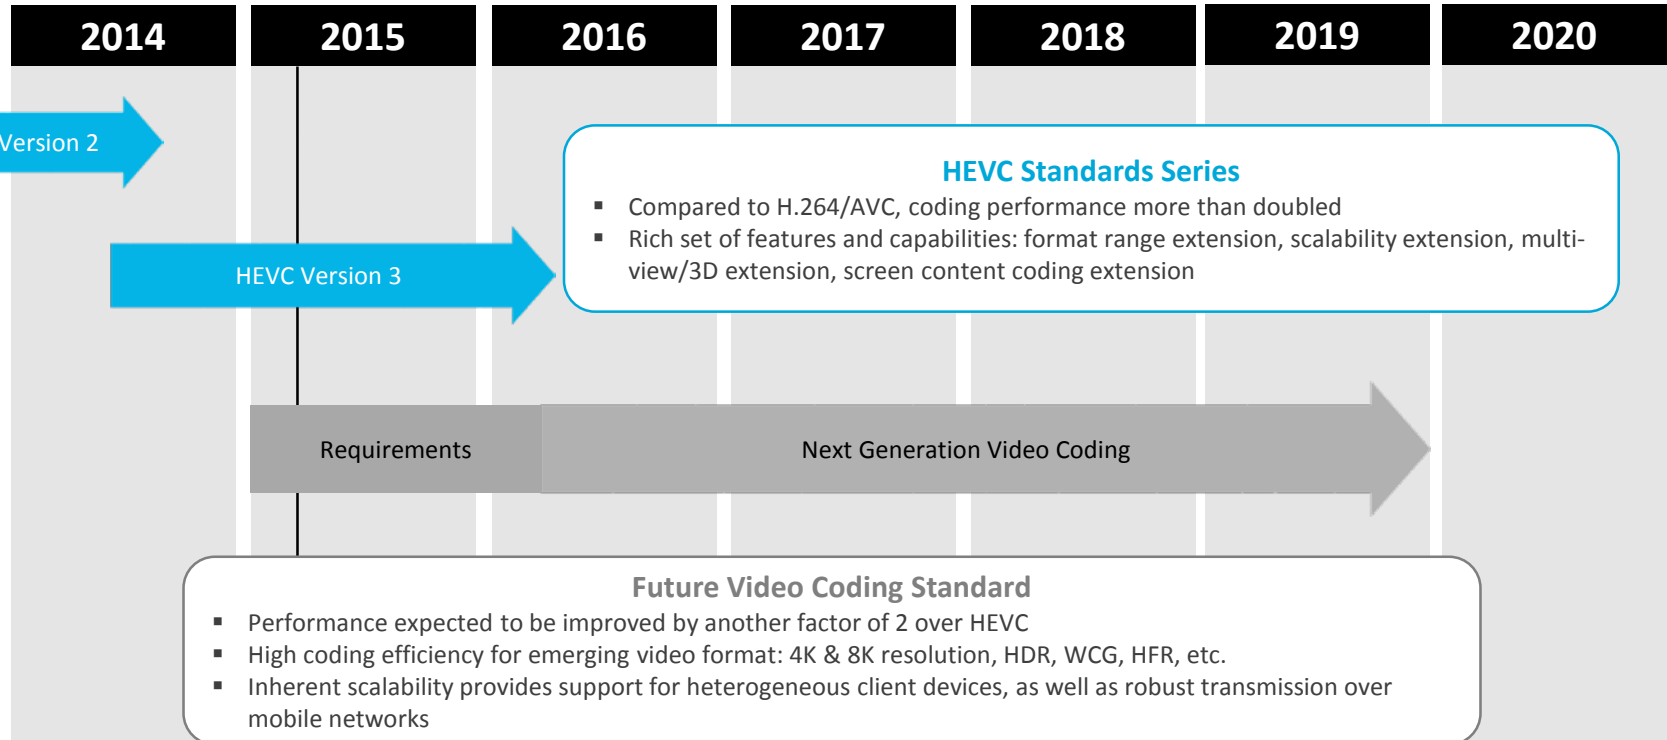 2014 2015 2016 2017 2018 2019 2020
Version 2
HEVC Standards Series
▪ Compared to H.264/AVC, coding performance more than doubled
▪ Rich set of features and capabilities: format range extension, scalability extension, multi-
view/3D extension, screen content coding extension
HEVC Version 3
Requirements
Next Generation Video Coding
Future Video Coding Standard
▪ Performance expected to be improved by another factor of 2 over HEVC
▪ High coding efficiency for emerging video format: 4K & 8K resolution, HDR, WCG, HFR, etc.
▪ Inherent scalability provides support for heterogeneous client devices, as well as robust transmission over
mobile networks